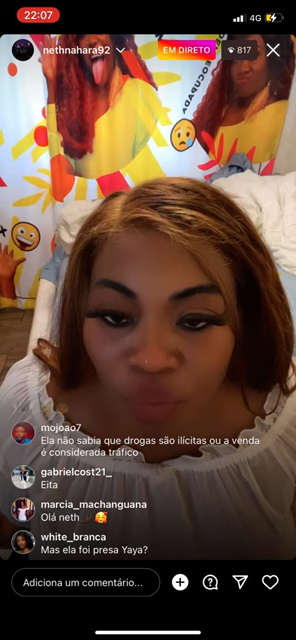 22:07
4G
nethnahara92
EM DIRETO
817
PREOCUPADA
mojoao7
Ela não sabia que drogas são ilícitas ou a venda
é considerada tráfico
gabrielcost21_
Eita
marcia_machanguana
Olá neth 🥰
white_branca
Mas ela foi presa Yaya?
Adiciona um comentário...